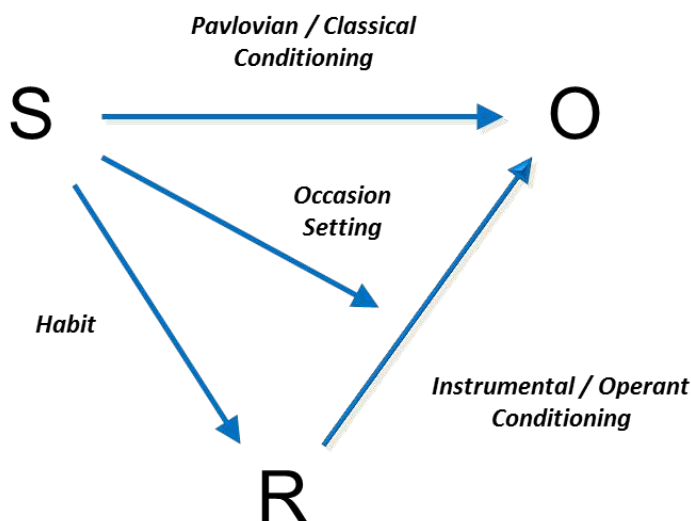 Pavlovian / Classical
Conditioning
S
O
Occasion
Setting
Habit
Instrumental / Operant
Conditioning
R